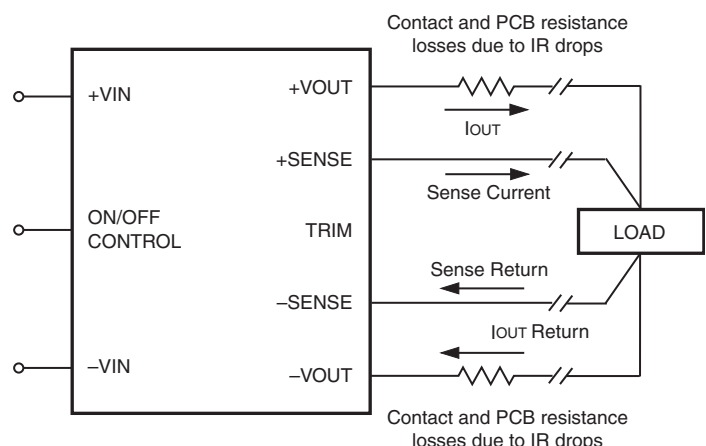 Contact and PCB resistance
losses due to IR drops
+VOUT
+VIN
IOUT
+SENSE
Sense Current
ON/OFF
CONTROL
TRIM
LOAD
Sense Return
–SENSE
IOUT Return
–VIN
–VOUT
Contact and PCB resistance
losses due to IR drops